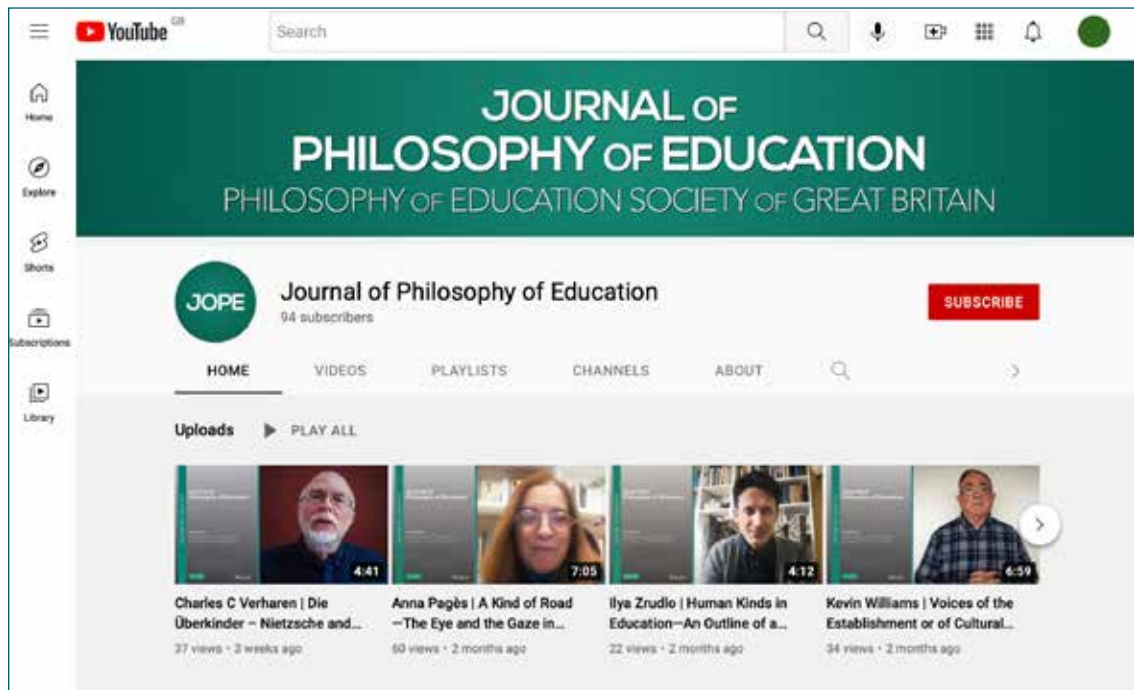 YouTube GB
Search
Home
Explore
Shorts
Subscriptions
Library
JOURNAL OF
PHILOSOPHY OF EDUCATION
PHILOSOPHY OF EDUCATION SOCIETY OF GREAT BRITAIN
JOPE
Journal of Philosophy of Education
94 subscribers
SUBSCRIBE
HOME VIDEOS PLAYLISTS CHANNELS ABOUT
Uploads PLAY ALL
4:41
7:05
4:12
6:59
Charles C Verharen | Die
Überkinder – Nietzsche and...
37 views • 3 weeks ago
Anna Pagès | A Kind of Road
—The Eye and the Gaze in...
60 views • 2 months ago
Ilya Zrudlo | Human Kinds in
Education—An Outline of a...
22 views • 2 months ago
Kevin Williams | Voices of the
Establishment or of Cultural...
34 views • 2 months ago